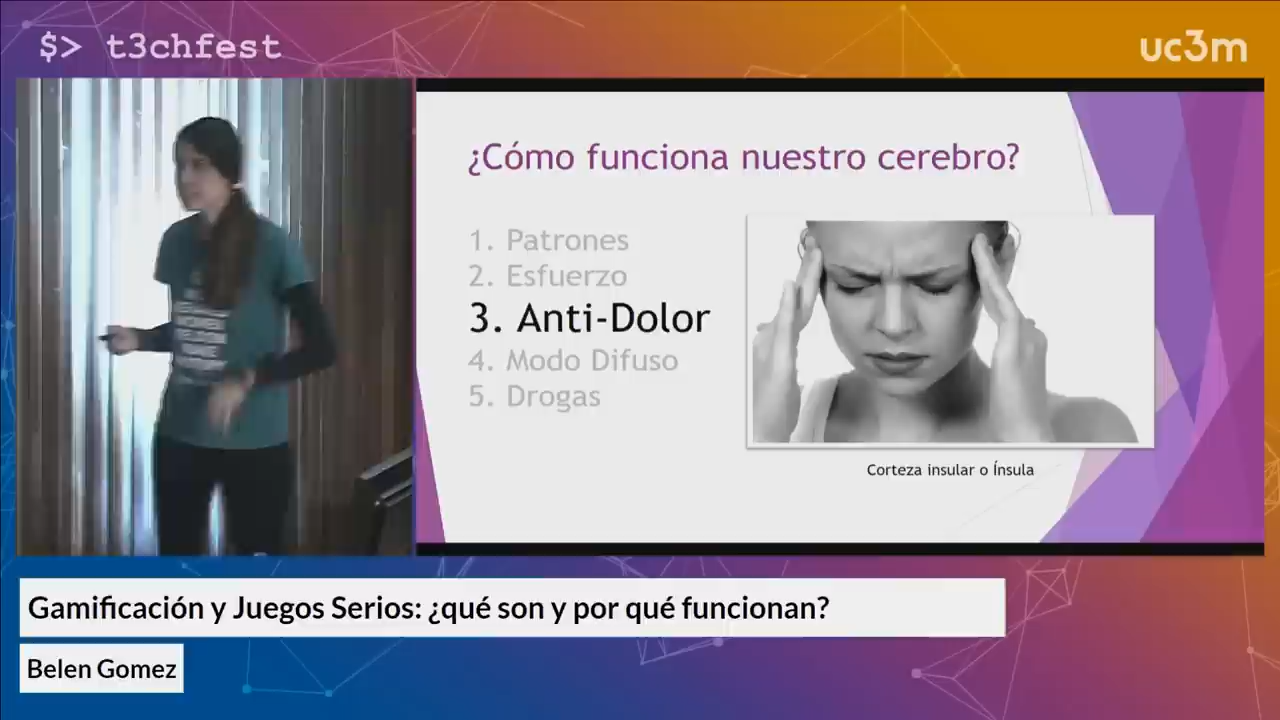 $> t3chfest
uc3m
¿Cómo funciona nuestro cerebro?
1. Patrones
2. Esfuerzo
3. Anti-Dolor
4. Modo Difuso
5. Drogas
Corteza insular o Ínsula
Gamificación y Juegos Serios: ¿qué son y por qué funcionan?
Belen Gomez